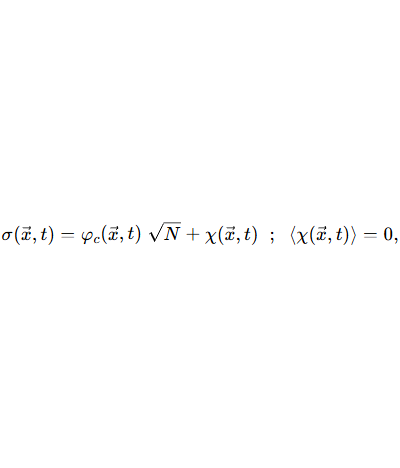 σ(x⃗, t) = φ_c(x⃗, t) √N + χ(x⃗, t) ; ⟨χ(x⃗, t)⟩ = 0,